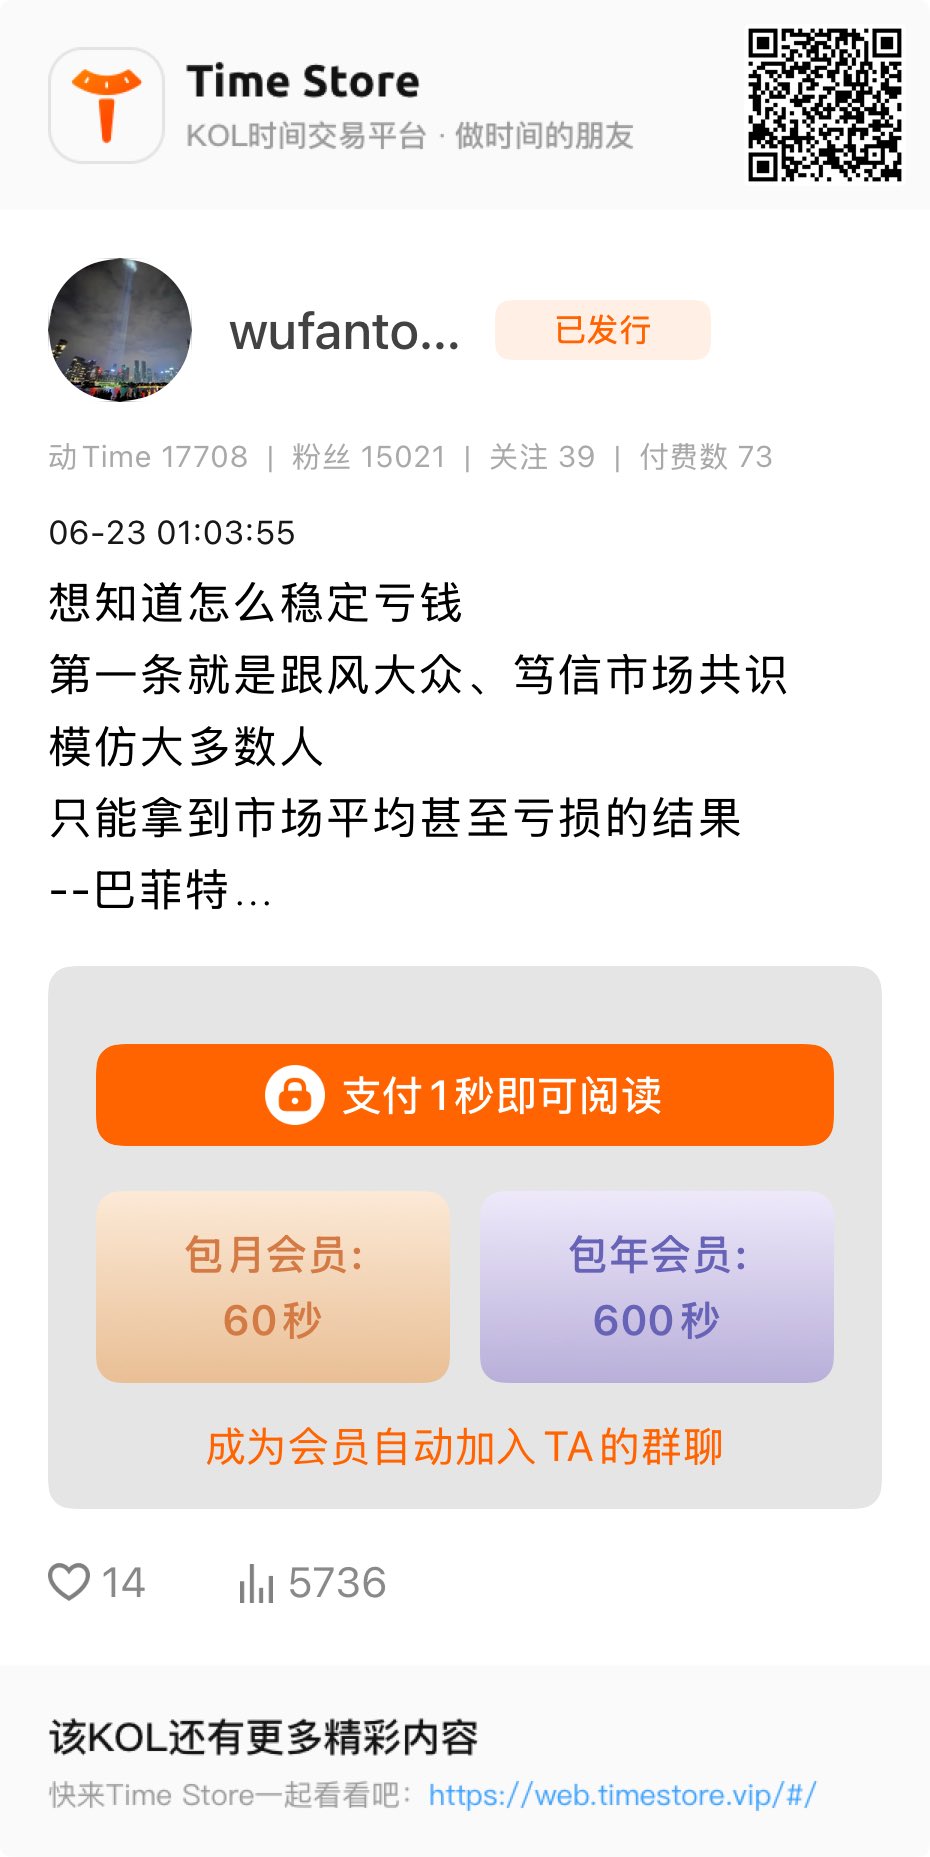 Time Store
KOL时间交易平台 · 做时间的朋友
wufanto...
已发行
动Time 17708 | 粉丝 15021 | 关注 39 | 付费数 73
06-23 01:03:55
想知道怎么稳定亏钱
第一条就是跟风大众、笃信市场共识
模仿大多数人
只能拿到市场平均甚至亏损的结果
--巴菲特...
支付1秒即可阅读
包月会员:
60秒
包年会员:
600秒
成为会员自动加入TA的群聊
14
5736
该KOL还有更多精彩内容
快来Time Store一起看看吧：https://web.timestore.vip/#/